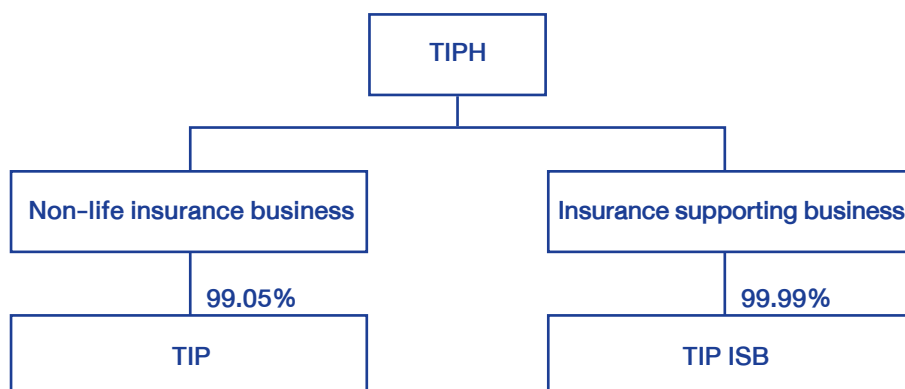 TIPH
Non-life insurance business
Insurance supporting business
99.05%
99.99%
TIP
TIP ISB